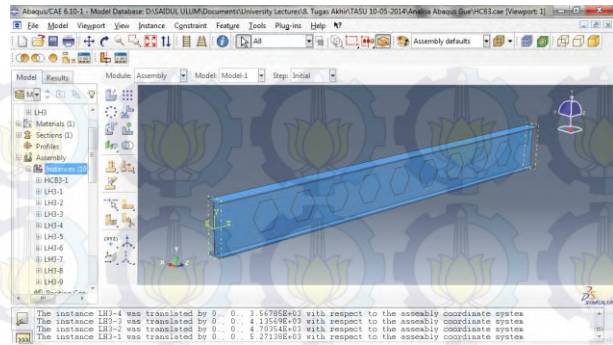 Abaqus/CAE 6.10-1 - Model Database: D:\SAIDUL ULUM\Documents\University Lectures\8. Tugas Akhir\TASU 10-05-2014\Analisa Abaqus Gue\HCB3.cae [Viewport: 1]
File Model Viewport View Instance Constraint Feature Tools Plug-ins Help
All
Assembly defaults
Model Results
Module: Assembly Model: Model-1 Step: Initial
LH3
Materials (1)
Sections (1)
Profiles
Assembly
Instances (10
HCB3-1
LH3-1
LH3-2
LH3-3
LH3-4
LH3-5
LH3-6
LH3-7
LH3-8
LH3-9
The instance LH3-4 was translated by 0., 0., 3.56785E+03 with respect to the assembly coordinate system
The instance LH3-3 was translated by 0., 0., 4.13569E+03 with respect to the assembly coordinate system
The instance LH3-2 was translated by 0., 0., 4.70354E+03 with respect to the assembly coordinate system
The instance LH3-1 was translated by 0., 0., 5.27138E+03 with respect to the assembly coordinate system